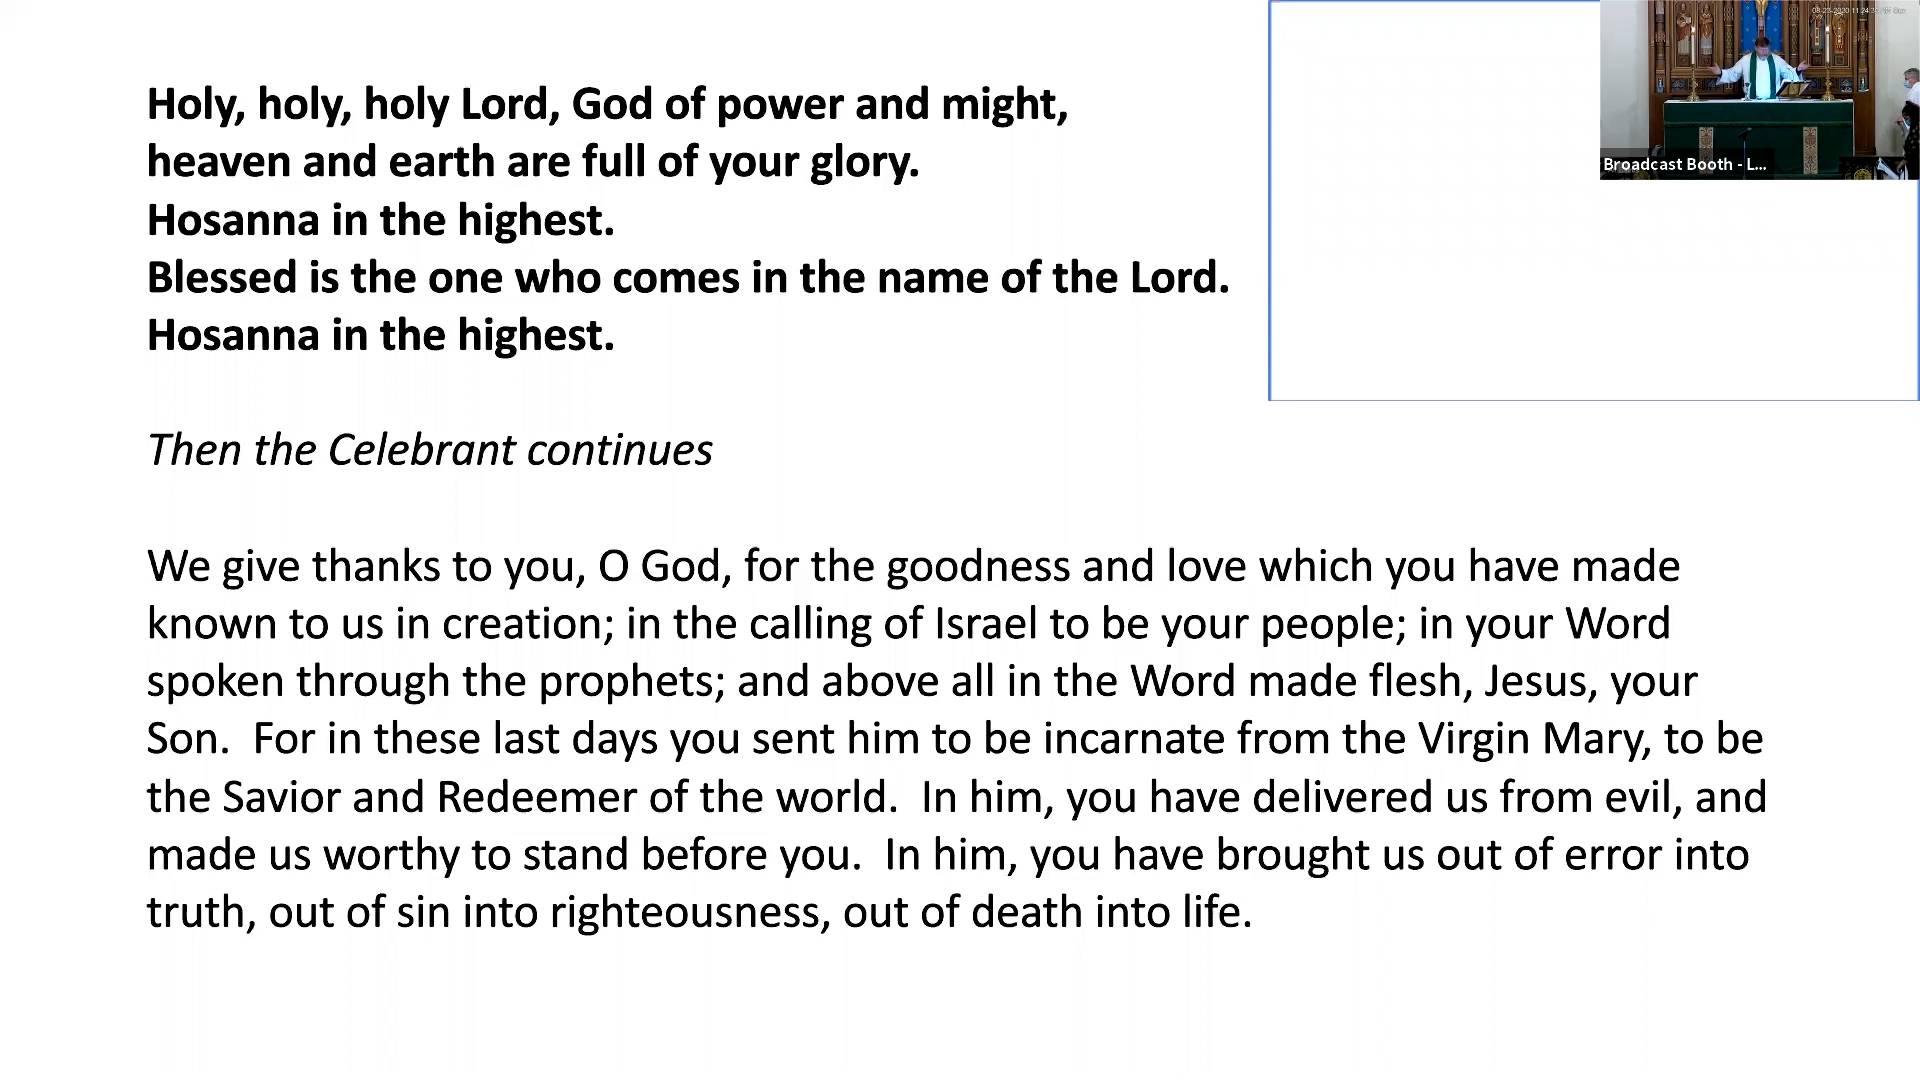 Holy, holy, holy Lord, God of power and might,
heaven and earth are full of your glory.
Hosanna in the highest.
Blessed is the one who comes in the name of the Lord.
Hosanna in the highest.
Then the Celebrant continues
We give thanks to you, O God, for the goodness and love which you have made
known to us in creation; in the calling of Israel to be your people; in your Word
spoken through the prophets; and above all in the Word made flesh, Jesus, your
Son.  For in these last days you sent him to be incarnate from the Virgin Mary, to be
the Savior and Redeemer of the world.  In him, you have delivered us from evil, and
made us worthy to stand before you.  In him, you have brought us out of error into
truth, out of sin into righteousness, out of death into life.
Broadcast Booth - L...